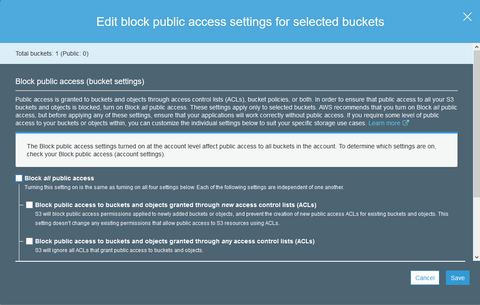 Edit block public access settings for selected buckets
Total buckets: 1 (Public: 0)
Block public access (bucket settings)
Public access is granted to buckets and objects through access control lists (ACLs), bucket policies, or both. In order to ensure that public access to all your S3
buckets and objects is blocked, turn on Block all public access. These settings apply only to selected buckets. AWS recommends that you turn on Block all public
access, but before applying any of these settings, ensure that your applications will work correctly without public access. If you require some level of public
access to your buckets or objects within, you can customize the individual settings below to suit your specific storage use cases. Learn more
The Block public access settings turned on at the account level affect public access to all buckets in the account. To determine which settings are on,
check your Block public access (account settings).
Block all public access
Turning this setting on is the same as turning on all four settings below. Each of the following settings are independent of one another.
Block public access to buckets and objects granted through new access control lists (ACLs)
S3 will block public access permissions applied to newly added buckets or objects, and prevent the creation of new public access ACLs for existing buckets and objects. This
setting doesn't change any existing permissions that allow public access to S3 resources using ACLs.
Block public access to buckets and objects granted through any access control lists (ACLs)
S3 will ignore all ACLs that grant public access to buckets and objects.
Cancel Save